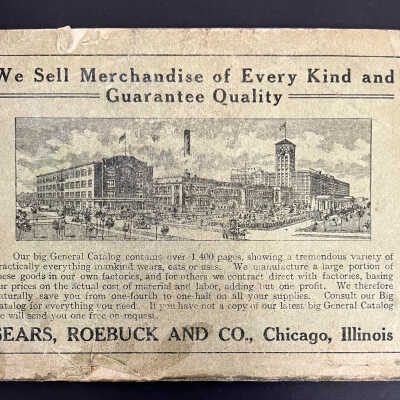 We Sell Merchandise of Every Kind and
Guarantee Quality
Our big General Catalog contains over 1,400 pages, showing a tremendous variety of
practically everything mankind wears, eats or uses. We manufacture a large portion of
these goods in our own factories, and for others we contract direct with factories, basing
our prices on the actual cost of material and labor, adding but one profit. We therefore
naturally save you from one-fourth to one-half on all your supplies. Consult our Big
Catalog for everything you need. If you have not a copy of our latest big General Catalog
we will send you one free on request.
SEARS, ROEBUCK AND CO., Chicago, Illinois